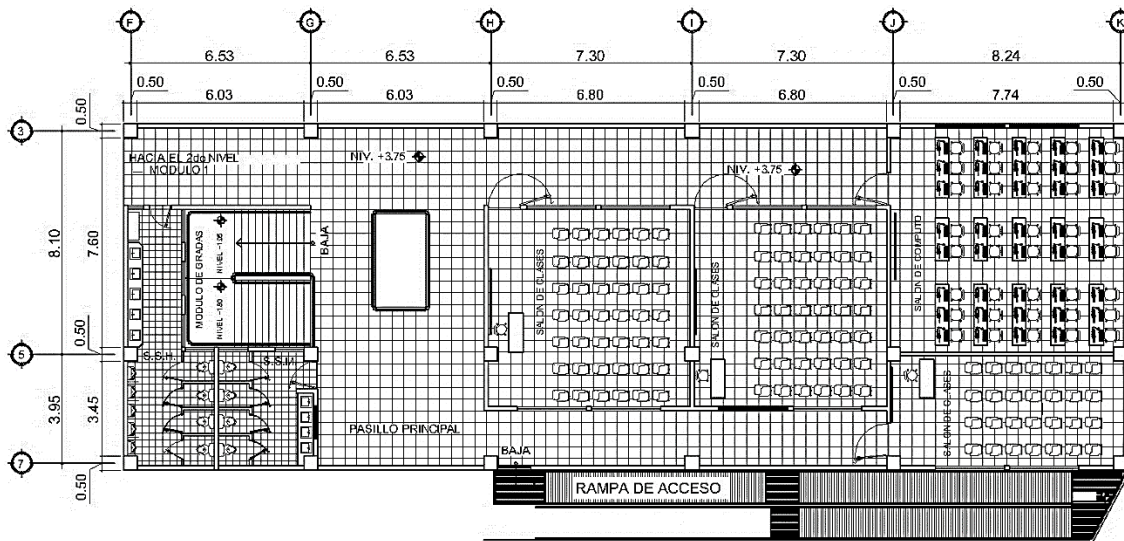 F G H I J K
6.53 6.53 7.30 7.30 8.24
0.50 0.50 0.50 0.50 0.50 0.50
6.03 6.03 6.80 6.80 7.74
0.50
3
HACIA EL 2do NIVEL
MODULO 1
NIV. +3.75
NIV. +3.75
8.10
7.60
MODULO DE GRADAS
BAJA
SALON DE CLASES
SALON DE CLASES
SALON DE COMPUTO
0.50
5
S.S.H.
S.S.M.
3.95
3.45
SALON DE CLASES
PASILLO PRINCIPAL
BAJA
7
0.50
RAMPA DE ACCESO